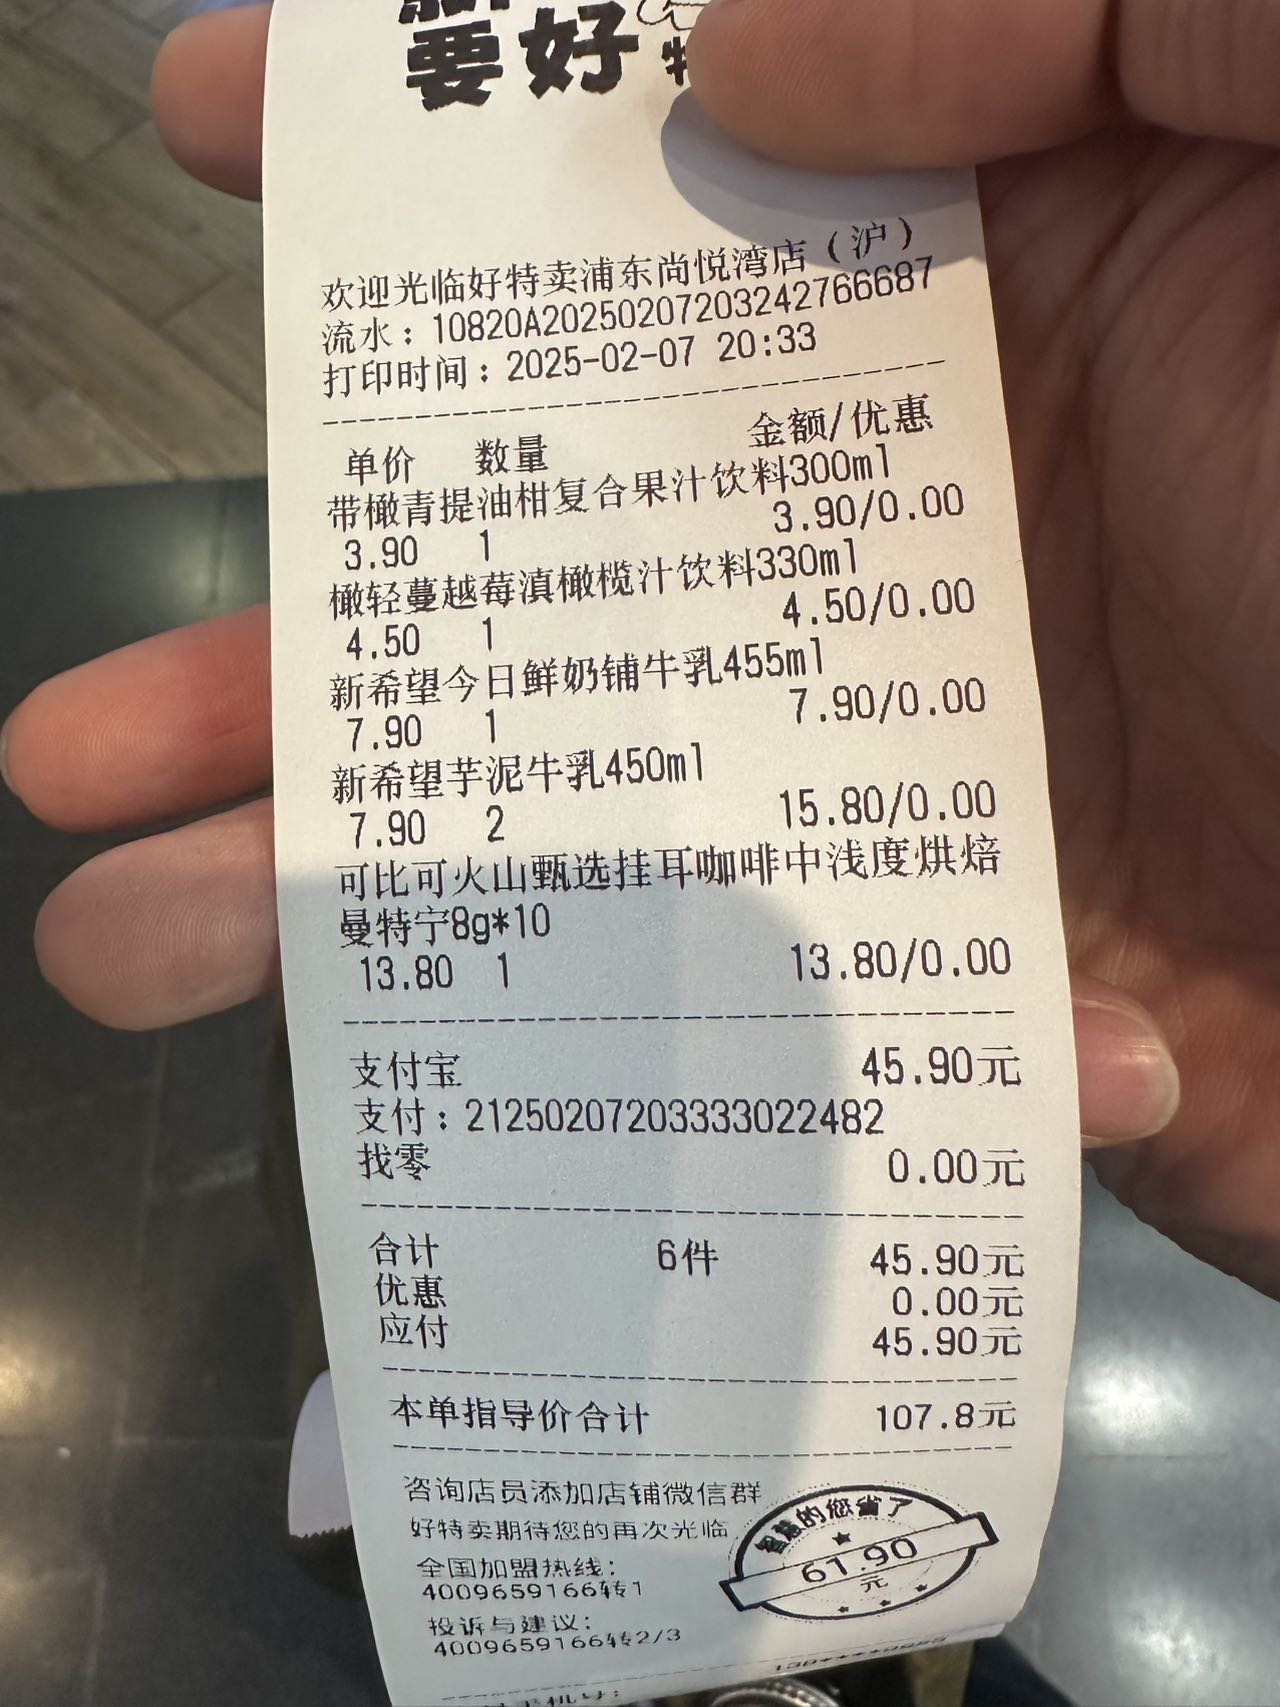 要好
欢迎光临好特卖浦东尚悦湾店（沪）
流水：10820A20250207203242766687
打印时间：2025-02-07 20:33
单价 数量 金额/优惠
带橄青提油柑复合果汁饮料300ml
3.90 1 3.90/0.00
橄轻蔓越莓滇橄榄汁饮料330ml
4.50 1 4.50/0.00
新希望今日鲜奶铺牛乳455ml
7.90 1 7.90/0.00
新希望芋泥牛乳450ml
7.90 2 15.80/0.00
可比可火山甄选挂耳咖啡中浅度烘焙
曼特宁8g*10
13.80 1 13.80/0.00
支付宝 45.90元
支付：21250207203333022482
找零 0.00元
合计 6件 45.90元
优惠 0.00元
应付 45.90元
本单指导价合计 107.8元
咨询店员添加店铺微信群
好特卖期待您的再次光临
智慧的您省了
61.90
元
全国加盟热线：
4009659166转1
投诉与建议：
4009659166转2/3